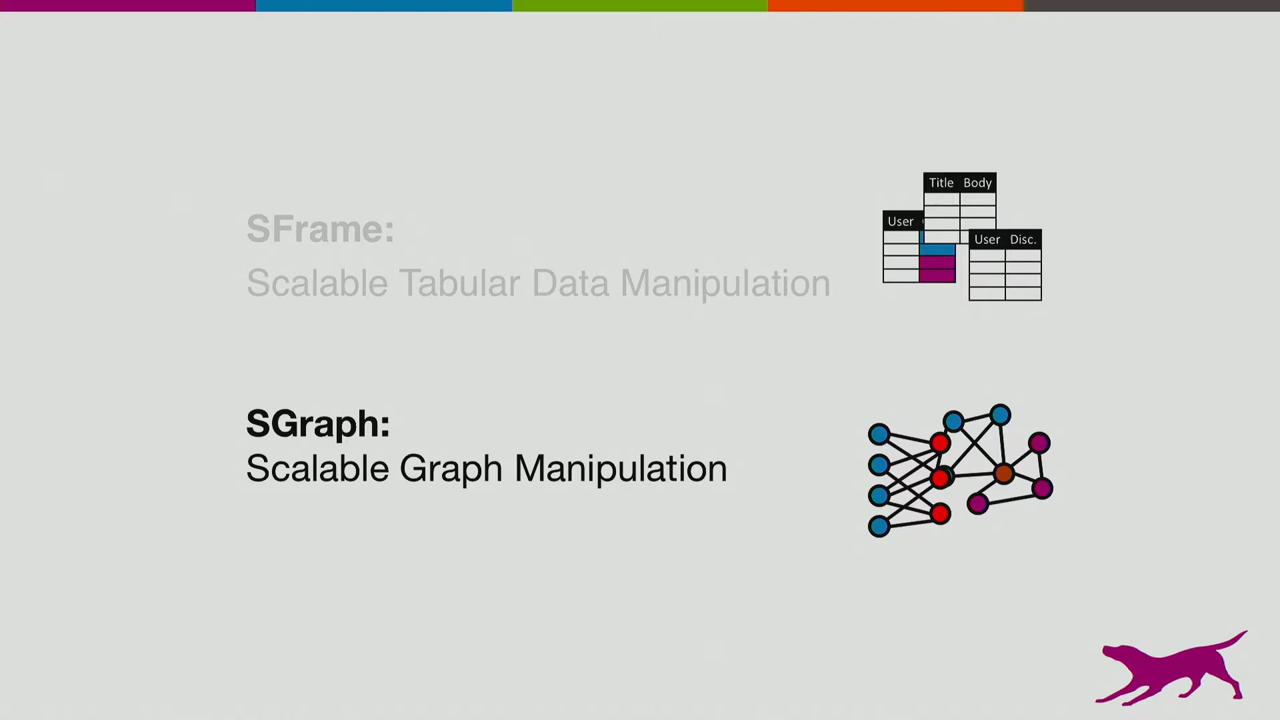 SFrame:
Scalable Tabular Data Manipulation
Title Body
User
User Disc.
SGraph:
Scalable Graph Manipulation